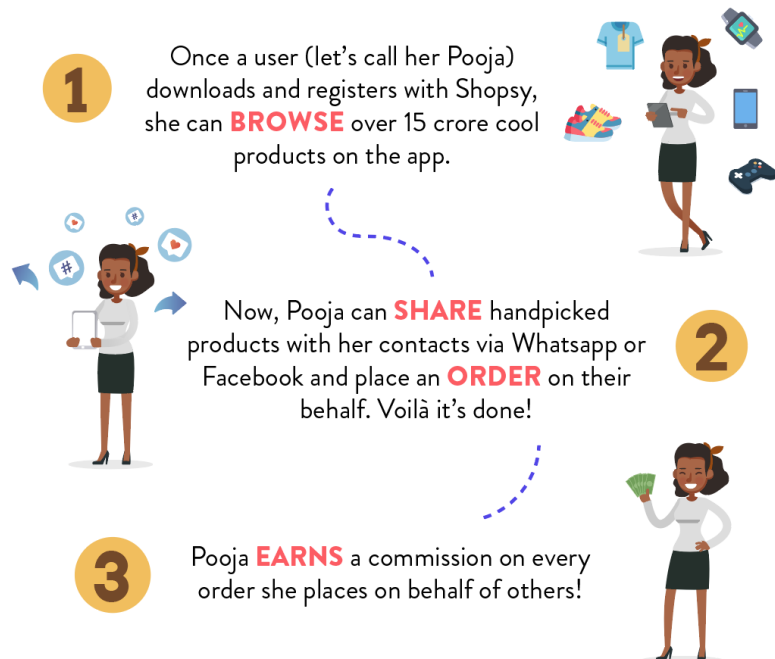 1
Once a user (let's call her Pooja)
downloads and registers with Shopsy,
she can BROWSE over 15 crore cool
products on the app.
#
#
Now, Pooja can SHARE handpicked
products with her contacts via Whatsapp or
Facebook and place an ORDER on their
behalf. Voilà it's done!
2
3
Pooja EARNS a commission on every
order she places on behalf of others!